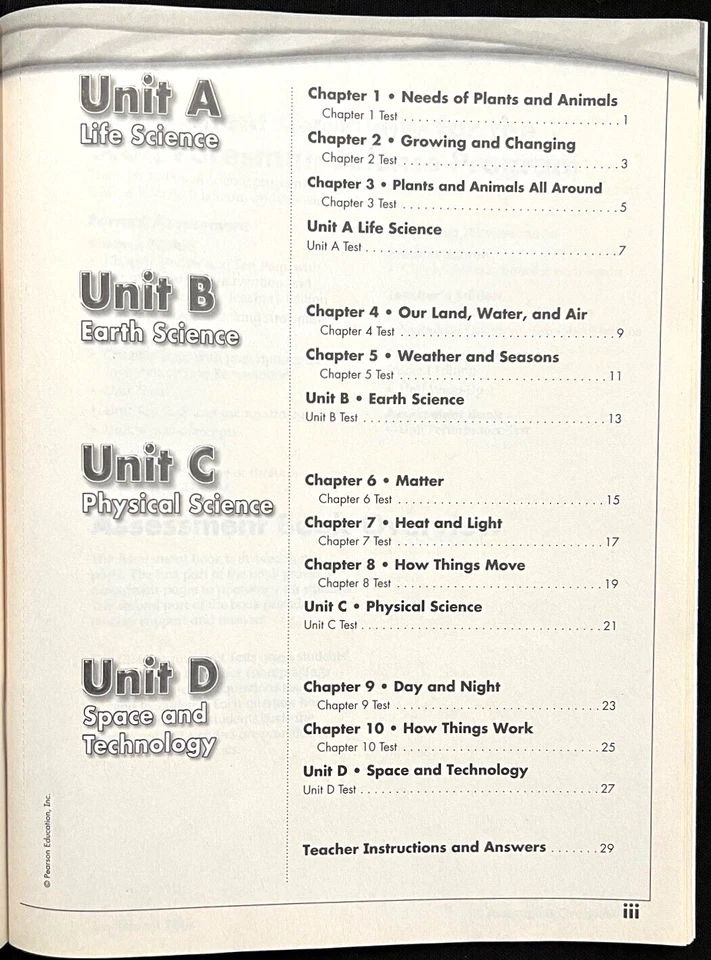 Unit A
Life Science
Chapter 1 • Needs of Plants and Animals
Chapter 1 Test . . . . . . . . . . . . . . . . . . . . . . . . . . . . . 1
Chapter 2 • Growing and Changing
Chapter 2 Test . . . . . . . . . . . . . . . . . . . . . . . . . . . . . 3
Chapter 3 • Plants and Animals All Around
Chapter 3 Test . . . . . . . . . . . . . . . . . . . . . . . . . . . . . 5
Unit A Life Science
Unit A Test . . . . . . . . . . . . . . . . . . . . . . . . . . . . . . . . . 7
Unit B
Earth Science
Chapter 4 • Our Land, Water, and Air
Chapter 4 Test . . . . . . . . . . . . . . . . . . . . . . . . . . . . . 9
Chapter 5 • Weather and Seasons
Chapter 5 Test . . . . . . . . . . . . . . . . . . . . . . . . . . . . 11
Unit B • Earth Science
Unit B Test . . . . . . . . . . . . . . . . . . . . . . . . . . . . . . . . 13
Unit C
Physical Science
Chapter 6 • Matter
Chapter 6 Test . . . . . . . . . . . . . . . . . . . . . . . . . . . . 15
Chapter 7 • Heat and Light
Chapter 7 Test . . . . . . . . . . . . . . . . . . . . . . . . . . . . 17
Chapter 8 • How Things Move
Chapter 8 Test . . . . . . . . . . . . . . . . . . . . . . . . . . . . 19
Unit C • Physical Science
Unit C Test . . . . . . . . . . . . . . . . . . . . . . . . . . . . . . . . 21
Unit D
Space and
Technology
Chapter 9 • Day and Night
Chapter 9 Test . . . . . . . . . . . . . . . . . . . . . . . . . . . . 23
Chapter 10 • How Things Work
Chapter 10 Test . . . . . . . . . . . . . . . . . . . . . . . . . . . 25
Unit D • Space and Technology
Unit D Test . . . . . . . . . . . . . . . . . . . . . . . . . . . . . . . . 27
Teacher Instructions and Answers . . . . . . . 29
© Pearson Education, Inc.
iii